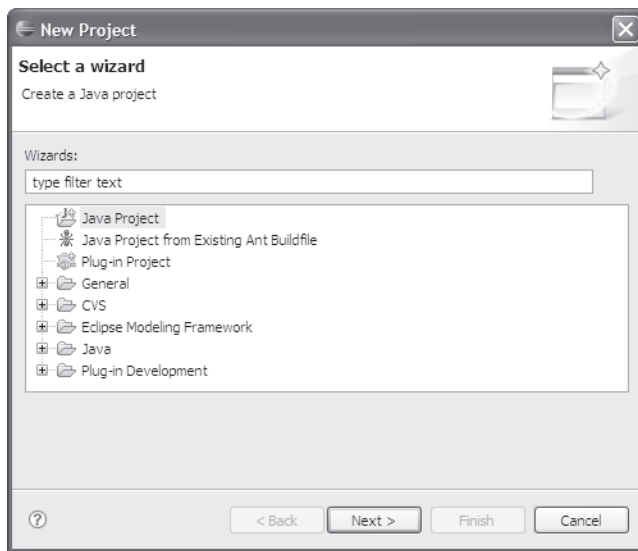 New Project
Select a wizard
Create a Java project
Wizards:
type filter text
Java Project
Java Project from Existing Ant Buildfile
Plug-in Project
General
CVS
Eclipse Modeling Framework
Java
Plug-in Development
< Back Next > Finish Cancel